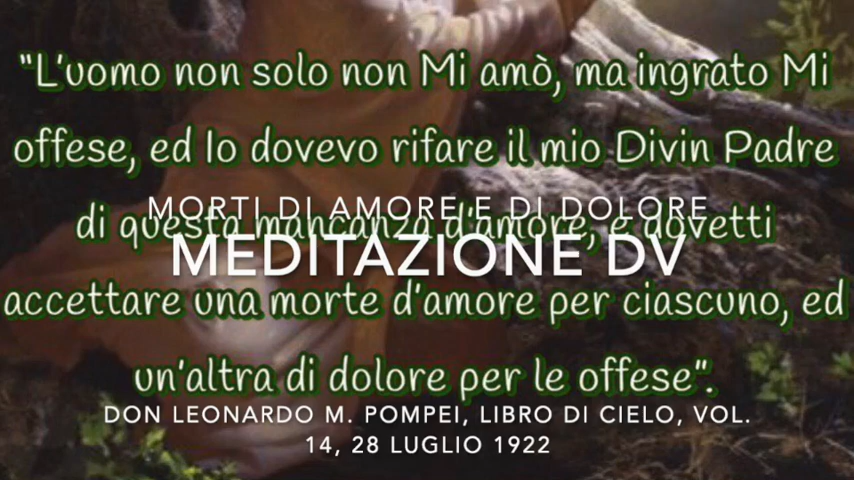 “L’uomo non solo non Mi amò, ma ingrato Mi
offese, ed Io dovevo rifare il mio Divin Padre
MORTI DI AMORE E DI DOLORE
di questa mancanza d’amore, e dovetti
MEDITAZIONE DV
accettare una morte d’amore per ciascuno, ed
un’altra di dolore per le offese”.
DON LEONARDO M. POMPEI, LIBRO DI CIELO, VOL.
14, 28 LUGLIO 1922